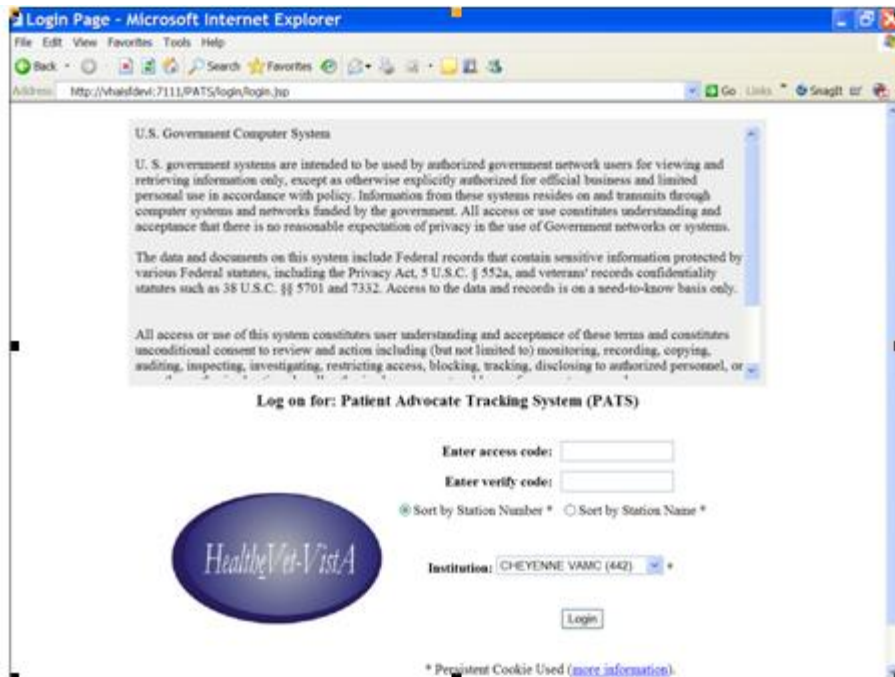 Login Page - Microsoft Internet Explorer
File Edit View Favorites Tools Help
Back Search Favorites
Address http://vhaisfdevl:7111/PATS/login/login.jsp Go Links SnagIt
U.S. Government Computer System
U. S. government systems are intended to be used by authorized government network users for viewing and
retrieving information only, except as otherwise explicitly authorized for official business and limited
personal use in accordance with policy. Information from these systems resides on and transmits through
computer systems and networks funded by the government. All access or use constitutes understanding and
acceptance that there is no reasonable expectation of privacy in the use of Government networks or systems.
The data and documents on this system include Federal records that contain sensitive information protected by
various Federal statutes, including the Privacy Act, 5 U.S.C. § 552a, and veterans' records confidentiality
statutes such as 38 U.S.C. §§ 5701 and 7332. Access to the data and records is on a need-to-know basis only.
All access or use of this system constitutes user understanding and acceptance of these terms and constitutes
unconditional consent to review and action including (but not limited to) monitoring, recording, copying,
auditing, inspecting, investigating, restricting access, blocking, tracking, disclosing to authorized personnel, or
Log on for: Patient Advocate Tracking System (PATS)
Enter access code:
Enter verify code:
Sort by Station Number * Sort by Station Name *
HealtheVet-VistA
Institution: CHEYENNE VAMC (442) *
Login
* Persistent Cookie Used (more information).